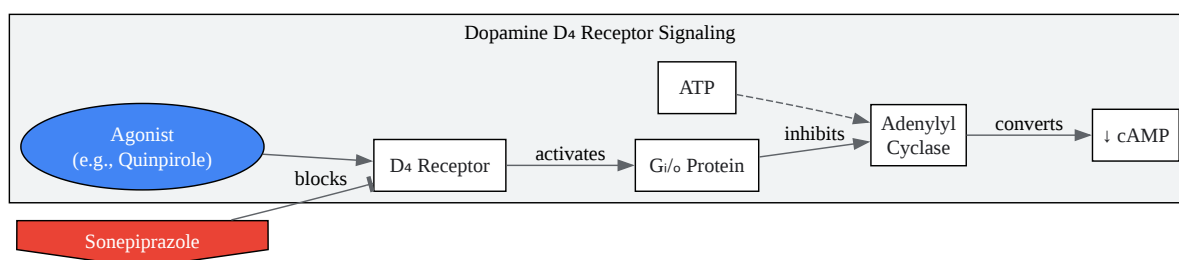 Dopamine D₄ Receptor Signaling
ATP
Agonist
(e.g., Quinpirole)
blocks
D₄ Receptor
activates
Gᵢ/ₒ Protein
inhibits
Adenylyl
Cyclase
converts
↓ cAMP
Sonepiprazole